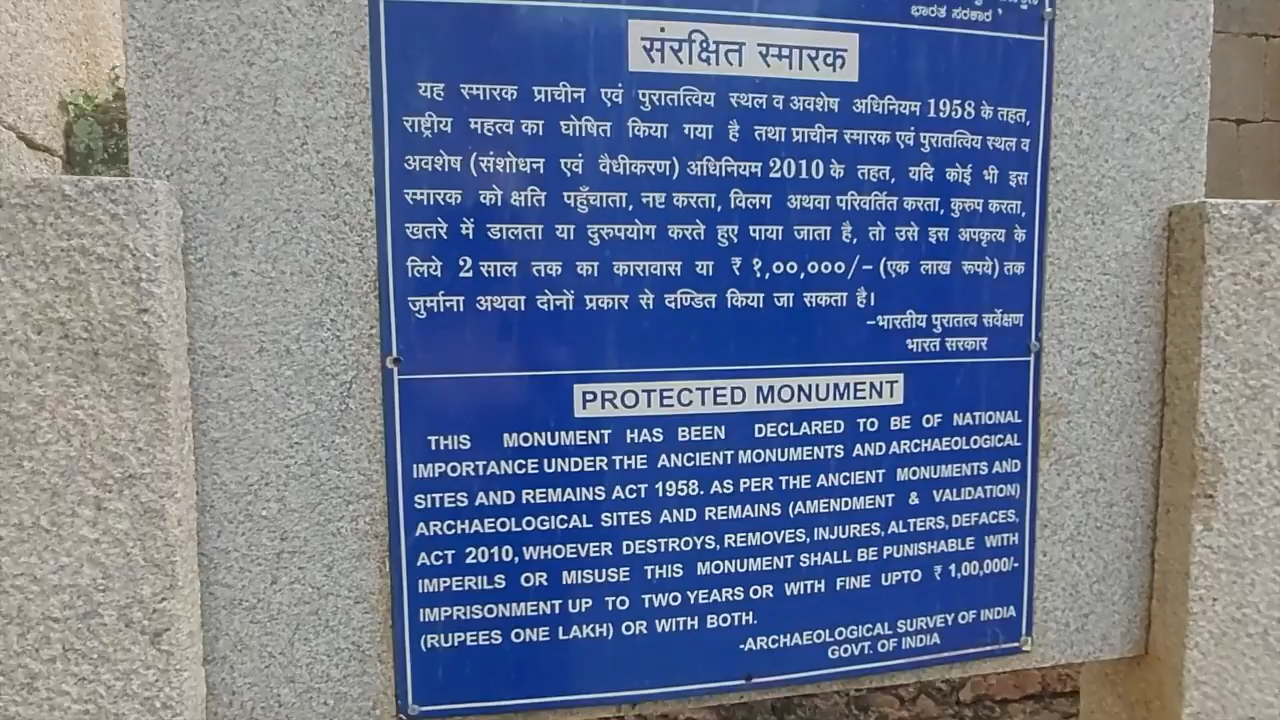 ಭಾರತ ಸರಕಾರ
संरक्षित स्मारक
यह स्मारक प्राचीन एवं पुरातत्विय स्थल व अवशेष अधिनियम 1958 के तहत,
राष्ट्रीय महत्व का घोषित किया गया है तथा प्राचीन स्मारक एवं पुरातत्विय स्थल व
अवशेष (संशोधन एवं वैधीकरण) अधिनियम 2010 के तहत, यदि कोई भी इस
स्मारक को क्षति पहुँचाता, नष्ट करता, विलग अथवा परिवर्तित करता, कुरुप करता,
खतरे में डालता या दुरुपयोग करते हुए पाया जाता है, तो उसे इस अपकृत्य के
लिये 2 साल तक का कारावास या ₹ १,००,०००/- (एक लाख रूपये) तक
जुर्माना अथवा दोनों प्रकार से दण्डित किया जा सकता है।
-भारतीय पुरातत्व सर्वेक्षण
भारत सरकार
PROTECTED MONUMENT
THIS MONUMENT HAS BEEN DECLARED TO BE OF NATIONAL
IMPORTANCE UNDER THE ANCIENT MONUMENTS AND ARCHAEOLOGICAL
SITES AND REMAINS ACT 1958. AS PER THE ANCIENT MONUMENTS AND
ARCHAEOLOGICAL SITES AND REMAINS (AMENDMENT & VALIDATION)
ACT 2010, WHOEVER DESTROYS, REMOVES, INJURES, ALTERS, DEFACES,
IMPERILS OR MISUSE THIS MONUMENT SHALL BE PUNISHABLE WITH
IMPRISONMENT UP TO TWO YEARS OR WITH FINE UPTO ₹ 1,00,000/-
(RUPEES ONE LAKH) OR WITH BOTH.
-ARCHAEOLOGICAL SURVEY OF INDIA
GOVT. OF INDIA